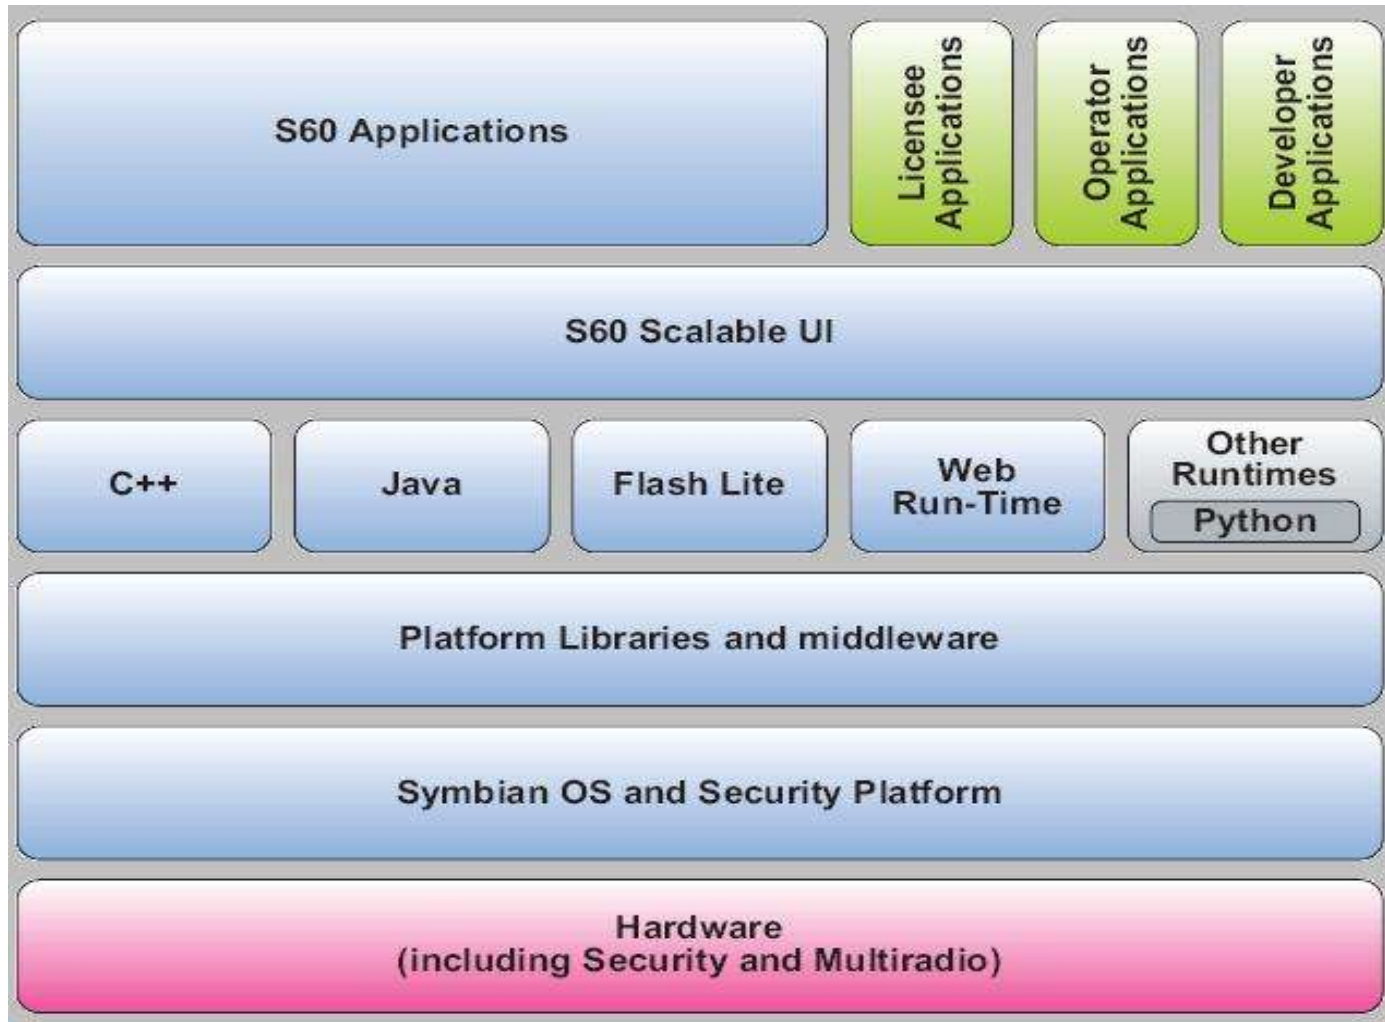 S60 Applications
Licensee
Applications
Operator
Applications
Developer
Applications
S60 Scalable UI
C++
Java
Flash Lite
Web
Run-Time
Other
Runtimes
Python
Platform Libraries and middleware
Symbian OS and Security Platform
Hardware
(including Security and Multiradio)